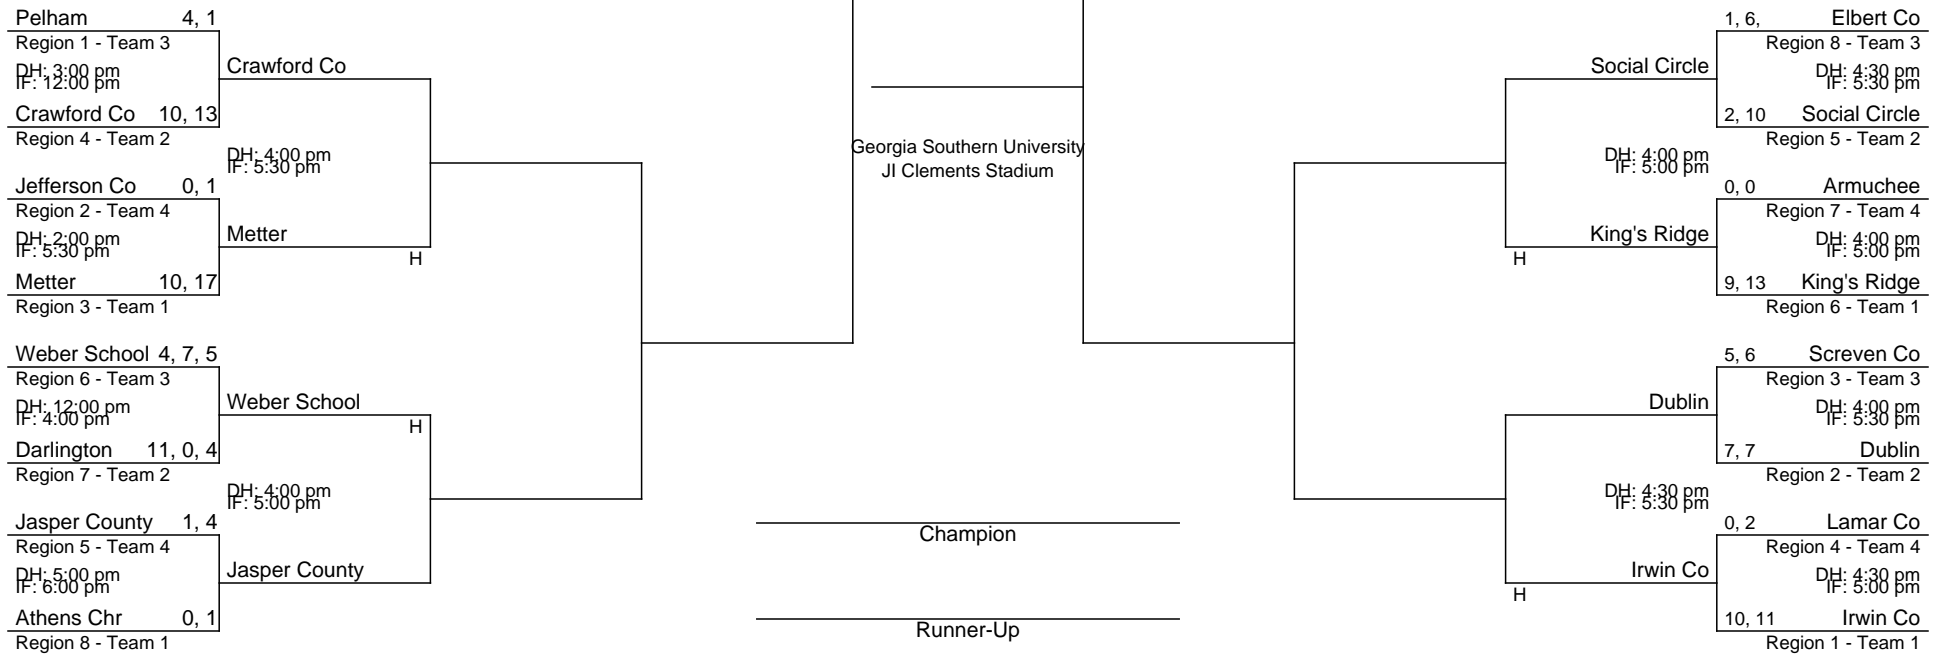 Pelham 4, 1
Region 1 - Team 3
DH: 3:00 pm
IF: 12:00 pm
Crawford Co 10, 13
Region 4 - Team 2
Crawford Co
DH: 4:00 pm
IF: 5:30 pm
Jefferson Co 0, 1
Region 2 - Team 4
DH: 2:00 pm
IF: 5:30 pm
Metter 10, 17
Region 3 - Team 1
Metter
H
Weber School 4, 7, 5
Region 6 - Team 3
DH: 12:00 pm
IF: 4:00 pm
Darlington 11, 0, 4
Region 7 - Team 2
Weber School
H
DH: 4:00 pm
IF: 5:00 pm
Jasper County 1, 4
Region 5 - Team 4
DH: 5:00 pm
IF: 6:00 pm
Athens Chr 0, 1
Region 8 - Team 1
Jasper County
Georgia Southern University
JI Clements Stadium
Champion
Runner-Up
1, 6, Elbert Co
Region 8 - Team 3
DH: 4:30 pm
IF: 5:30 pm
2, 10 Social Circle
Region 5 - Team 2
Social Circle
DH: 4:00 pm
IF: 5:00 pm
0, 0 Armuchee
Region 7 - Team 4
DH: 4:00 pm
IF: 5:00 pm
9, 13 King's Ridge
Region 6 - Team 1
King's Ridge
H
5, 6 Screven Co
Region 3 - Team 3
DH: 4:00 pm
IF: 5:30 pm
7, 7 Dublin
Region 2 - Team 2
Dublin
DH: 4:30 pm
IF: 5:30 pm
0, 2 Lamar Co
Region 4 - Team 4
DH: 4:30 pm
IF: 5:00 pm
10, 11 Irwin Co
Region 1 - Team 1
Irwin Co
H